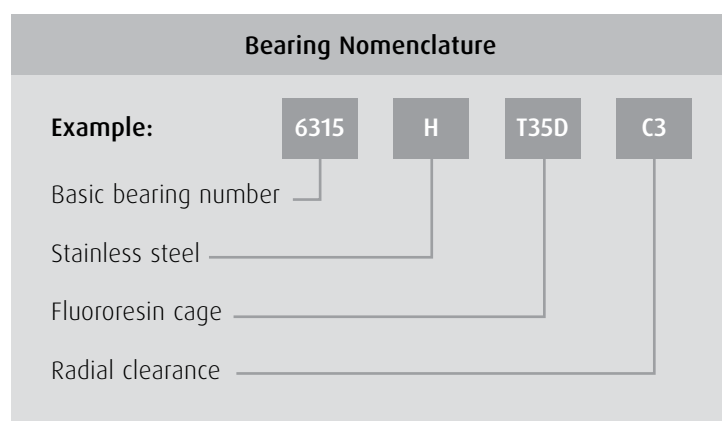 Bearing Nomenclature
Example: 6315 H T35D C3
Basic bearing number
Stainless steel
Fluororesin cage
Radial clearance